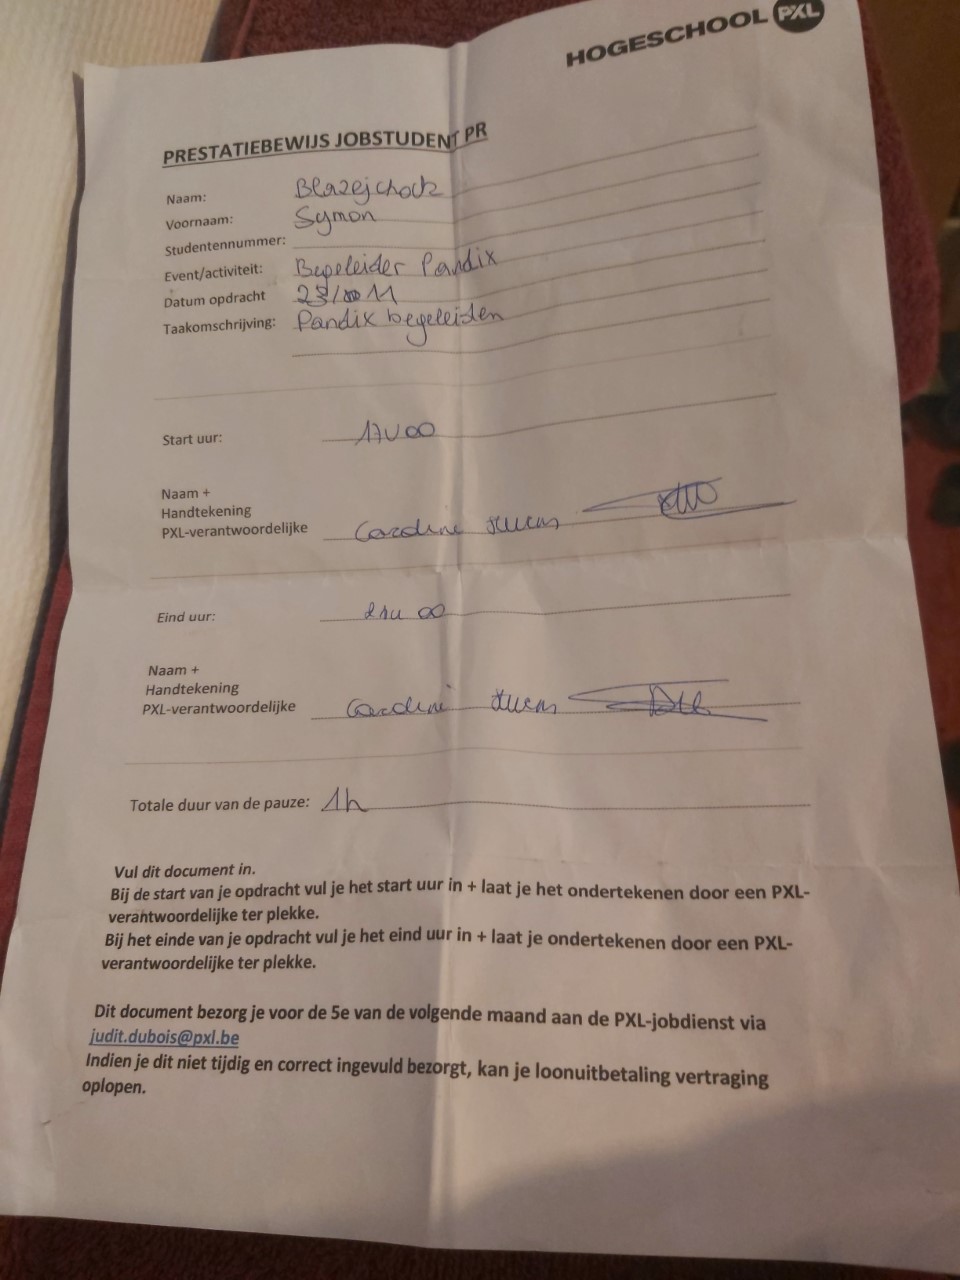 HOGESCHOOL PXL
PRESTATIEBEWIJS JOBSTUDENT PR
Naam: Blazejchock
Voornaam: Symon
Studentennummer:
Event/activiteit: Begeleider Pandix
Datum opdracht 23/ 11
Taakomschrijving: Pandix begeleiden
Start uur: 17u00
Naam +
Handtekening
PXL-verantwoordelijke Caroline
Eind uur: 21u 00
Naam +
Handtekening
PXL-verantwoordelijke Caroline
Totale duur van de pauze: 1h
Vul dit document in.
Bij de start van je opdracht vul je het start uur in + laat je het ondertekenen door een PXL-
verantwoordelijke ter plekke.
Bij het einde van je opdracht vul je het eind uur in + laat je ondertekenen door een PXL-
verantwoordelijke ter plekke.
Dit document bezorg je voor de 5e van de volgende maand aan de PXL-jobdienst via
judit.dubois@pxl.be
Indien je dit niet tijdig en correct ingevuld bezorgt, kan je loonuitbetaling vertraging
oplopen.